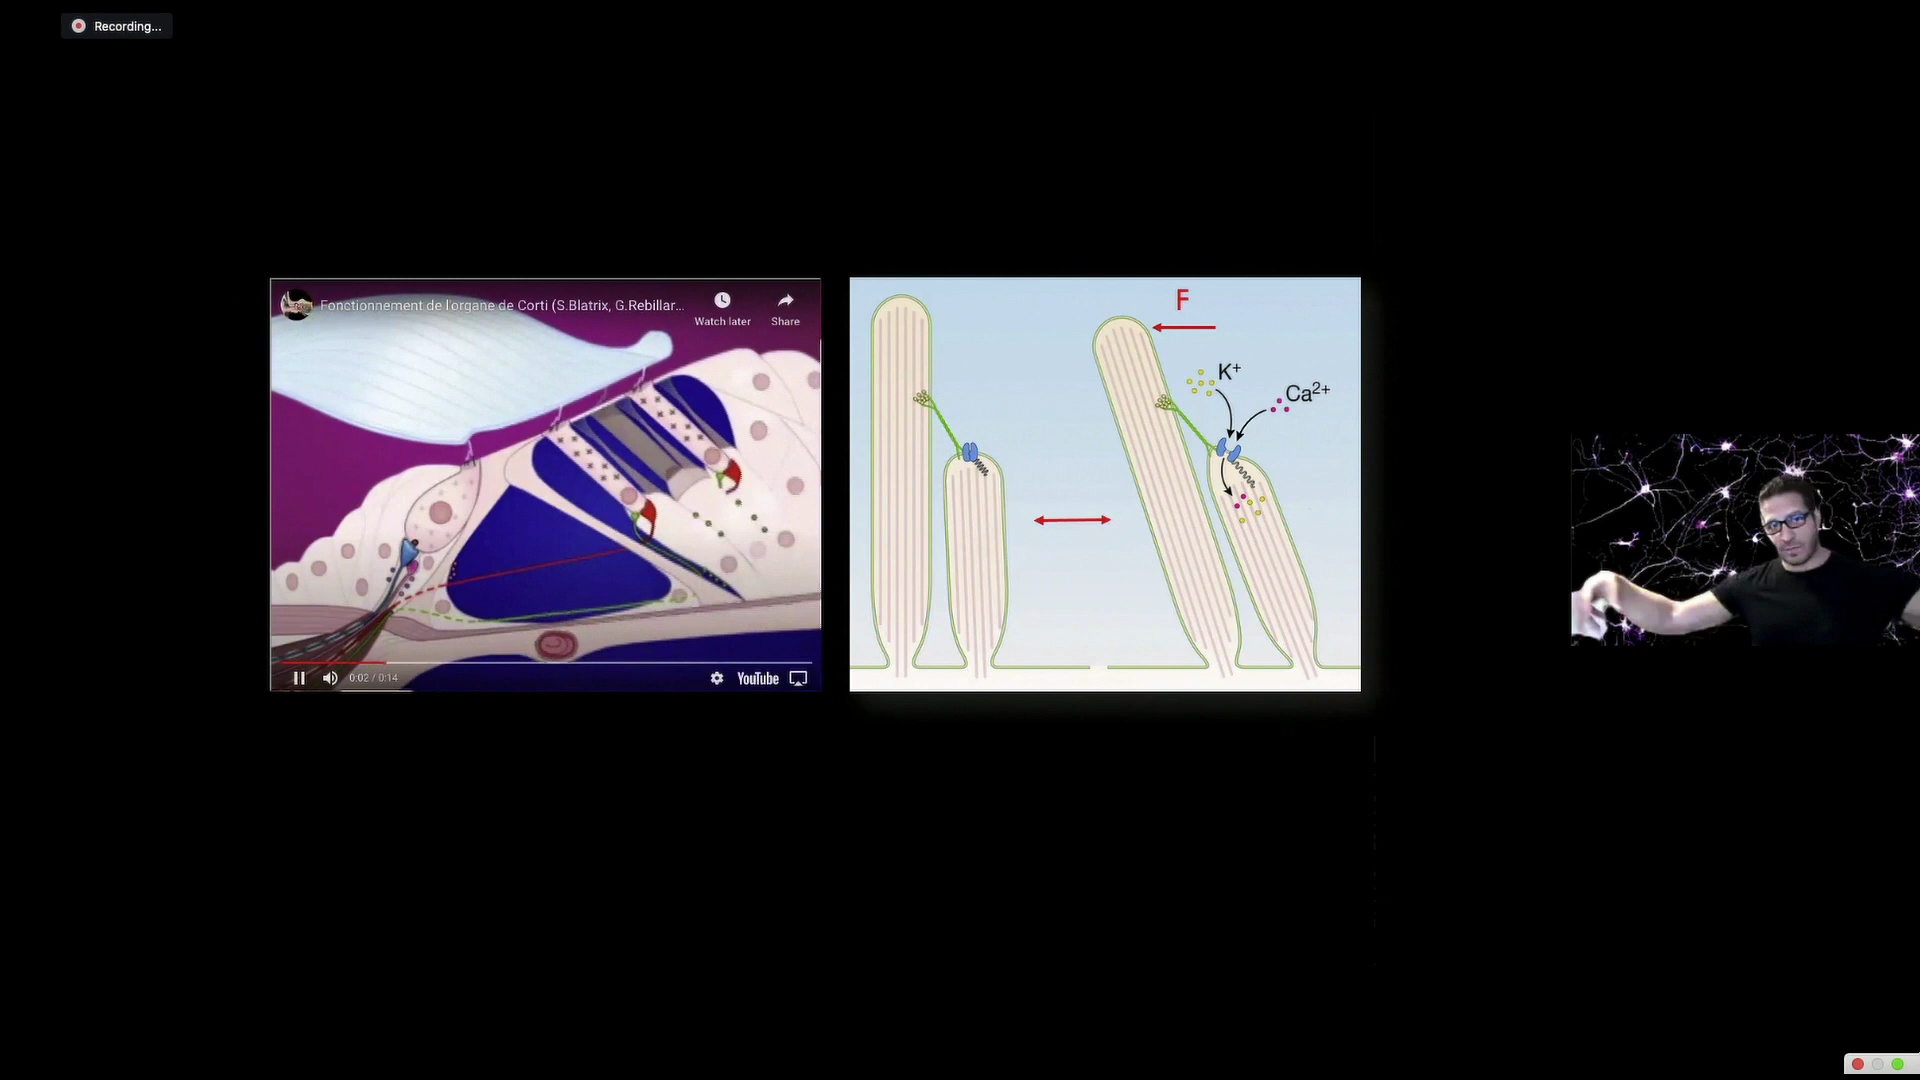 Recording...
Fonctionnement de l'organe de Corti (S.Blatrix, G.Rebillar...
Watch later
Share
F
K⁺
Ca²⁺
0:02 / 0:14
YouTube